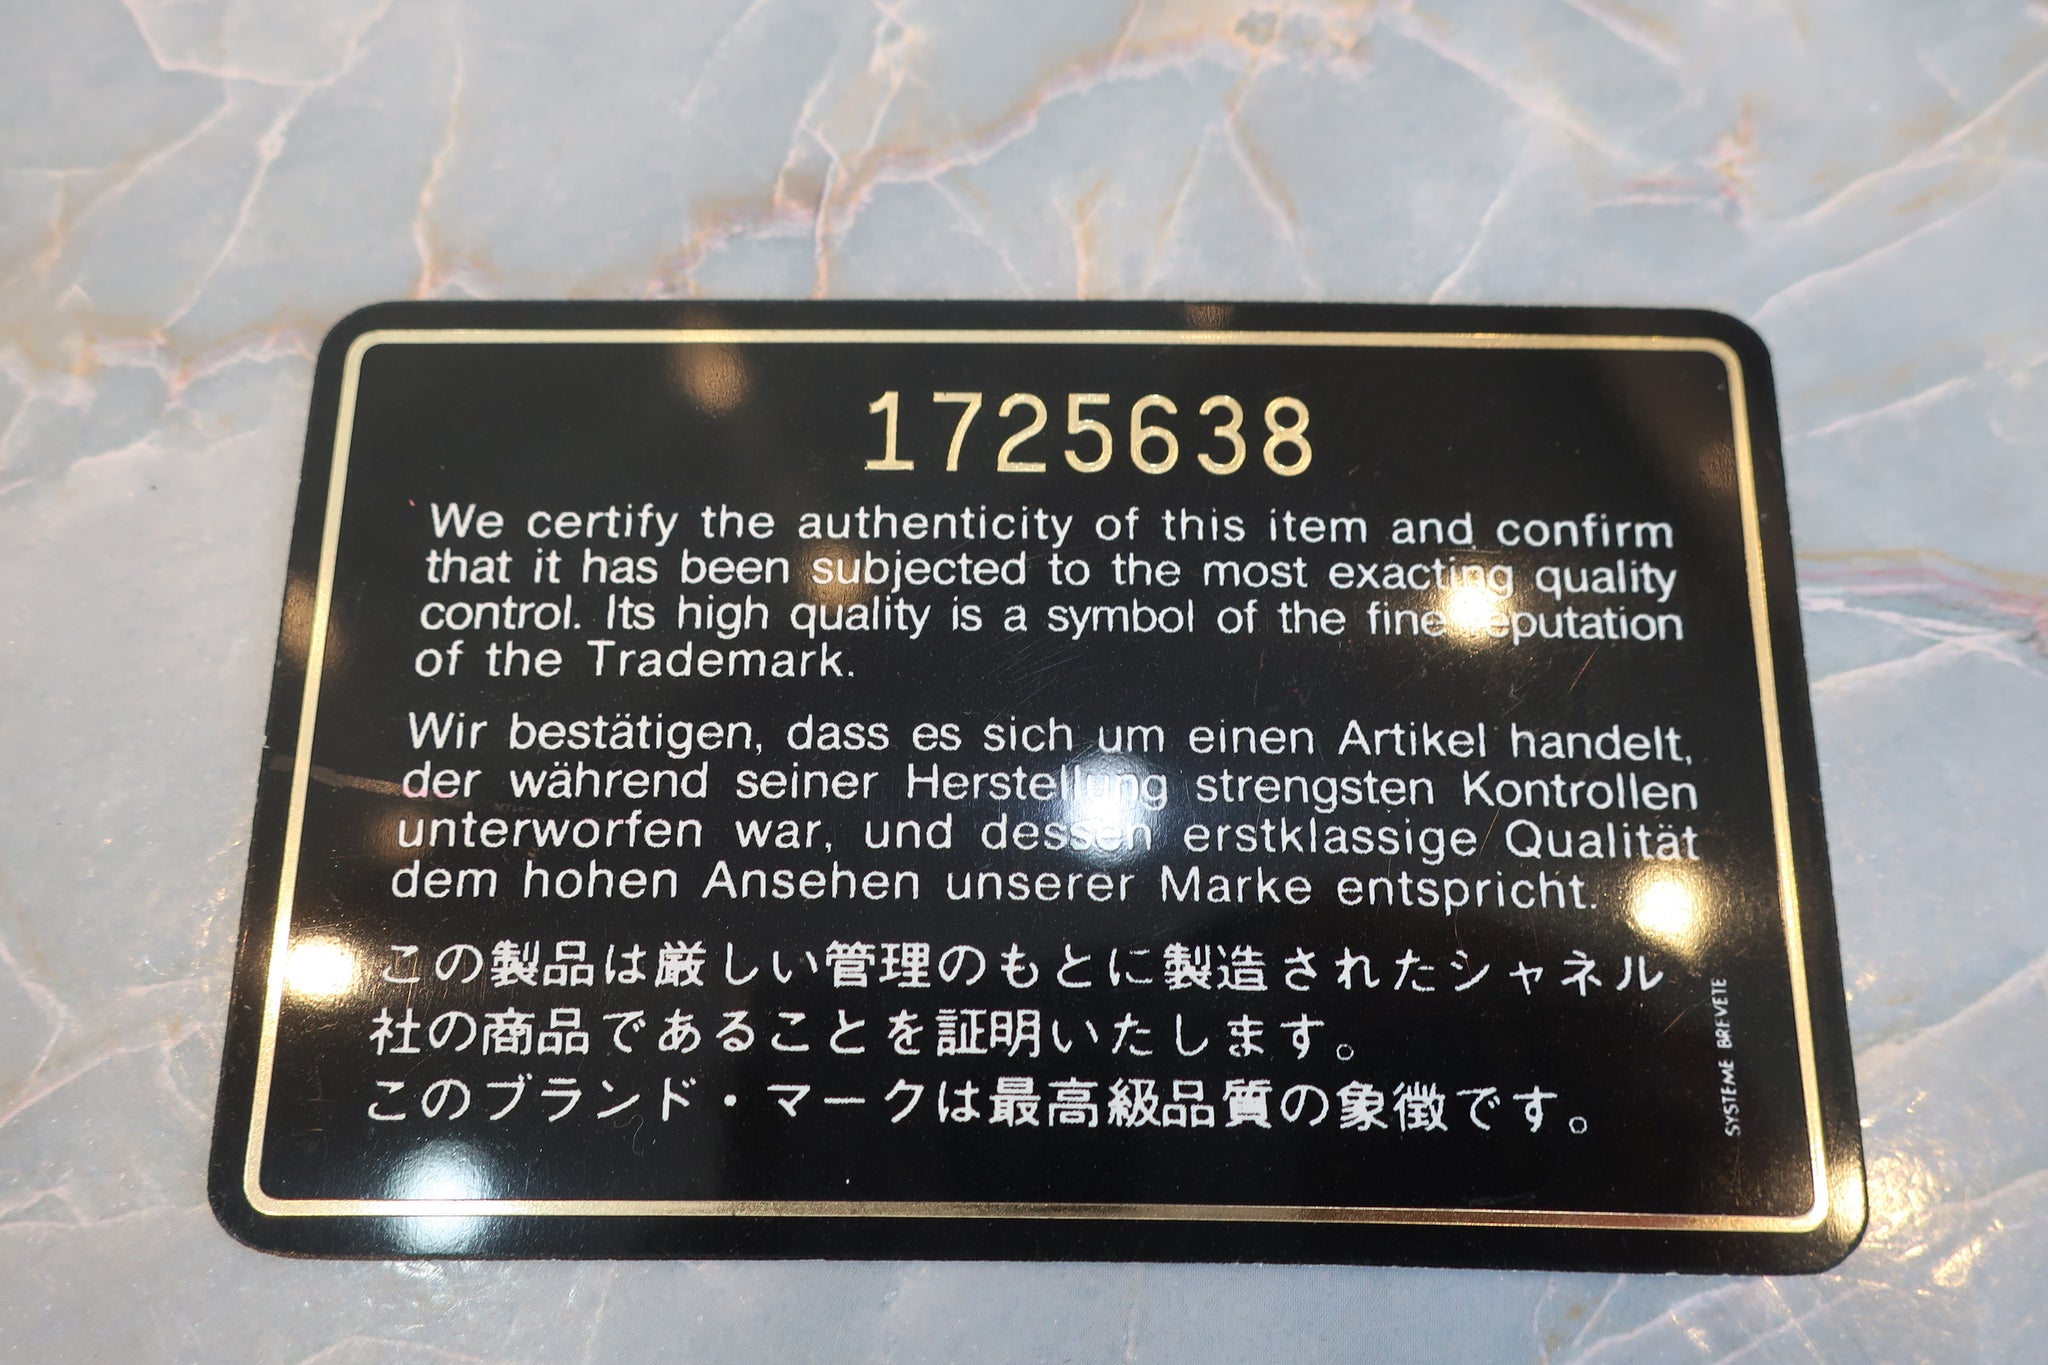 1725638
We certify the authenticity of this item and confirm
that it has been subjected to the most exacting quality
control. Its high quality is a symbol of the fine reputation
of the Trademark.
Wir bestätigen, dass es sich um einen Artikel handelt,
der während seiner Herstellung strengsten Kontrollen
unterworfen war, und dessen erstklassige Qualität
dem hohen Ansehen unserer Marke entspricht.
この製品は厳しい管理のもとに製造されたシャネル
社の商品であることを証明いたします。
このブランド・マークは最高級品質の象徴です。
SYSTEME BREVETE